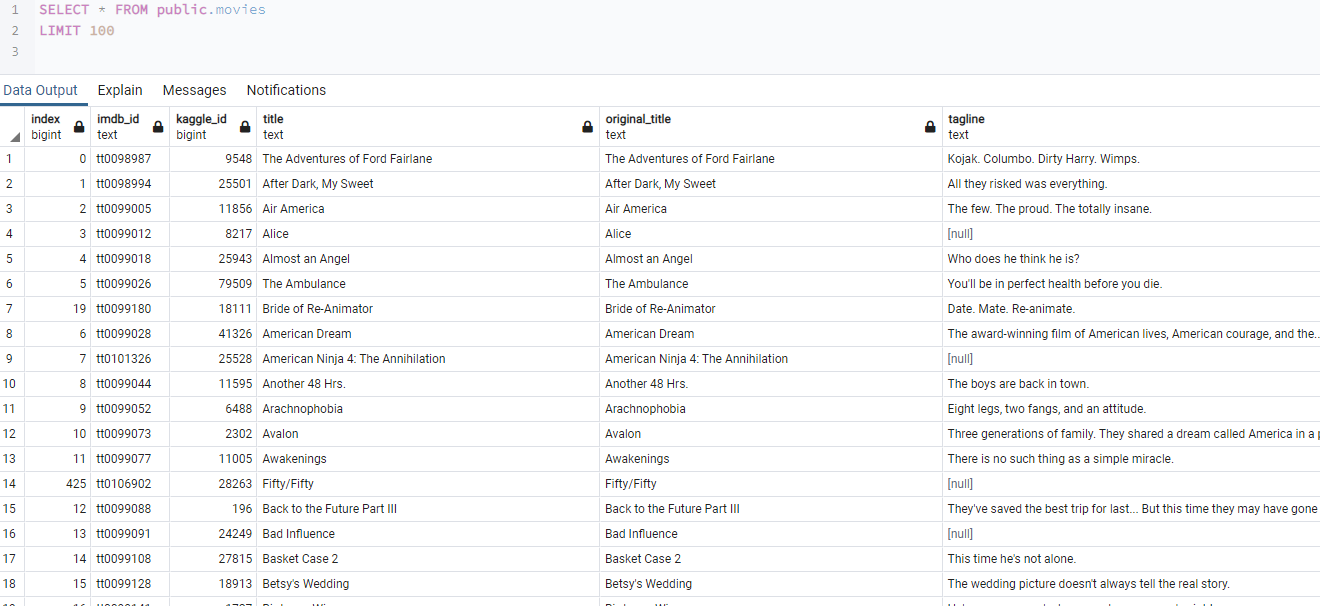 1 SELECT * FROM public.movies
2 LIMIT 100
3
Data Output Explain Messages Notifications
index bigint imdb_id text kaggle_id bigint title text original_title text tagline text
1 0 tt0098987 9548 The Adventures of Ford Fairlane The Adventures of Ford Fairlane Kojak. Columbo. Dirty Harry. Wimps.
2 1 tt0098994 25501 After Dark, My Sweet After Dark, My Sweet All they risked was everything.
3 2 tt0099005 11856 Air America Air America The few. The proud. The totally insane.
4 3 tt0099012 8217 Alice Alice [null]
5 4 tt0099018 25943 Almost an Angel Almost an Angel Who does he think he is?
6 5 tt0099026 79509 The Ambulance The Ambulance You'll be in perfect health before you die.
7 19 tt0099180 18111 Bride of Re-Animator Bride of Re-Animator Date. Mate. Re-animate.
8 6 tt0099028 41326 American Dream American Dream The award-winning film of American lives, American courage, and the..
9 7 tt0101326 25528 American Ninja 4: The Annihilation American Ninja 4: The Annihilation [null]
10 8 tt0099044 11595 Another 48 Hrs. Another 48 Hrs. The boys are back in town.
11 9 tt0099052 6488 Arachnophobia Arachnophobia Eight legs, two fangs, and an attitude.
12 10 tt0099073 2302 Avalon Avalon Three generations of family. They shared a dream called America in a
13 11 tt0099077 11005 Awakenings Awakenings There is no such thing as a simple miracle.
14 425 tt0106902 28263 Fifty/Fifty Fifty/Fifty [null]
15 12 tt0099088 196 Back to the Future Part III Back to the Future Part III They've saved the best trip for last... But this time they may have gone
16 13 tt0099091 24249 Bad Influence Bad Influence [null]
17 14 tt0099108 27815 Basket Case 2 Basket Case 2 This time he's not alone.
18 15 tt0099128 18913 Betsy's Wedding Betsy's Wedding The wedding picture doesn't always tell the real story.